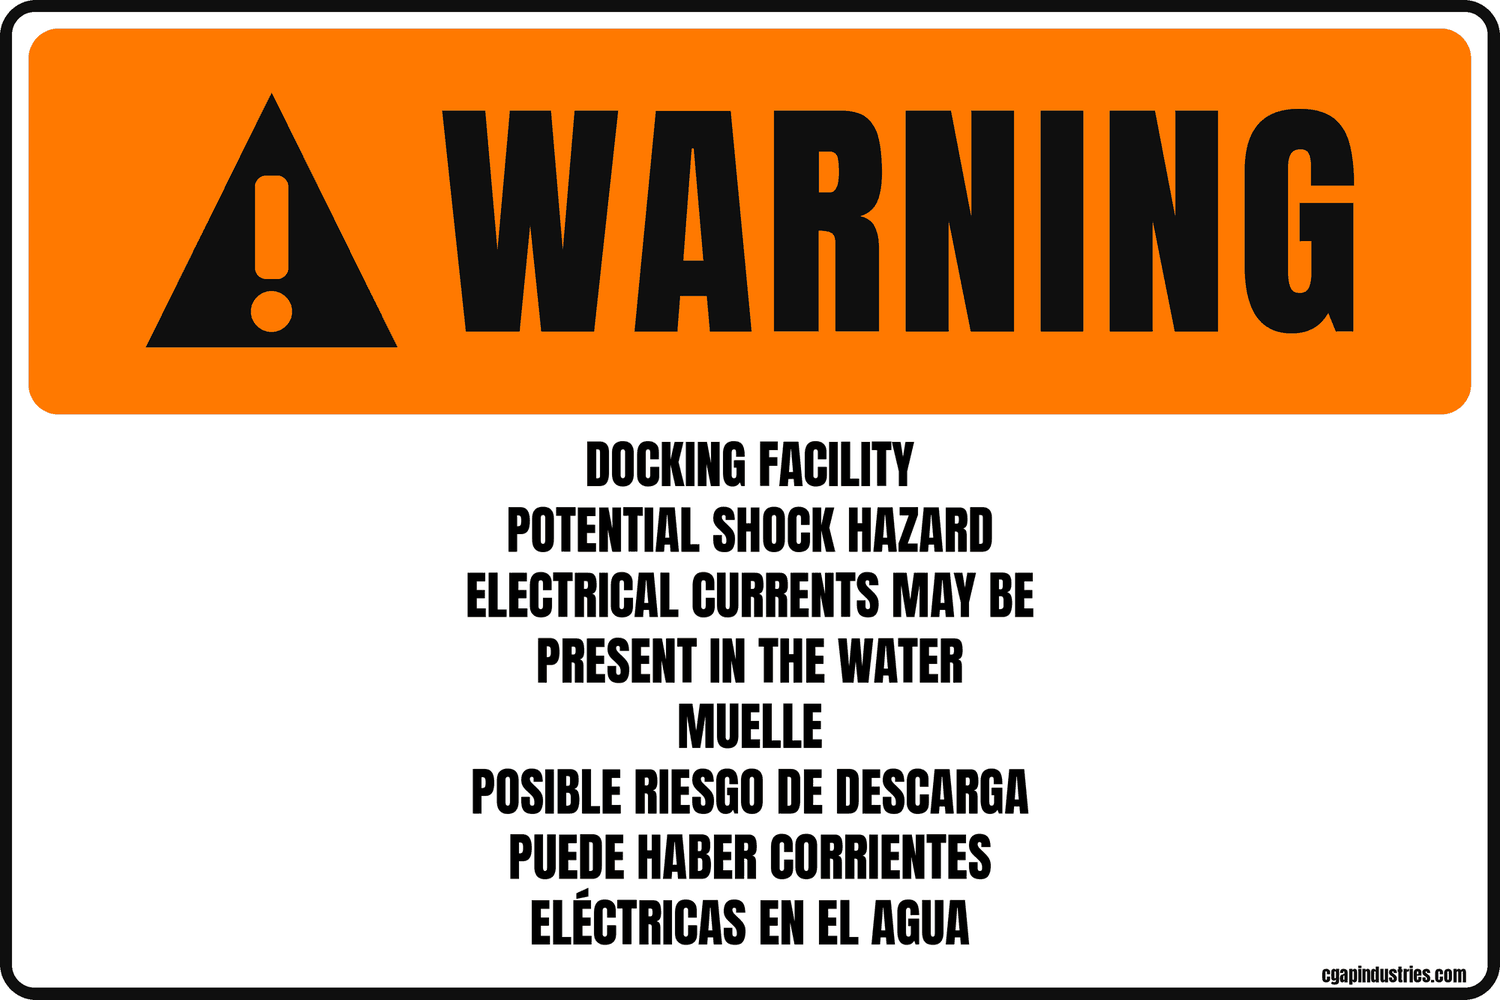 WARNING
DOCKING FACILITY
POTENTIAL SHOCK HAZARD
ELECTRICAL CURRENTS MAY BE
PRESENT IN THE WATER
MUELLE
POSIBLE RIESGO DE DESCARGA
PUEDE HABER CORRIENTES
ELÉCTRICAS EN EL AGUA
cgapindustries.com